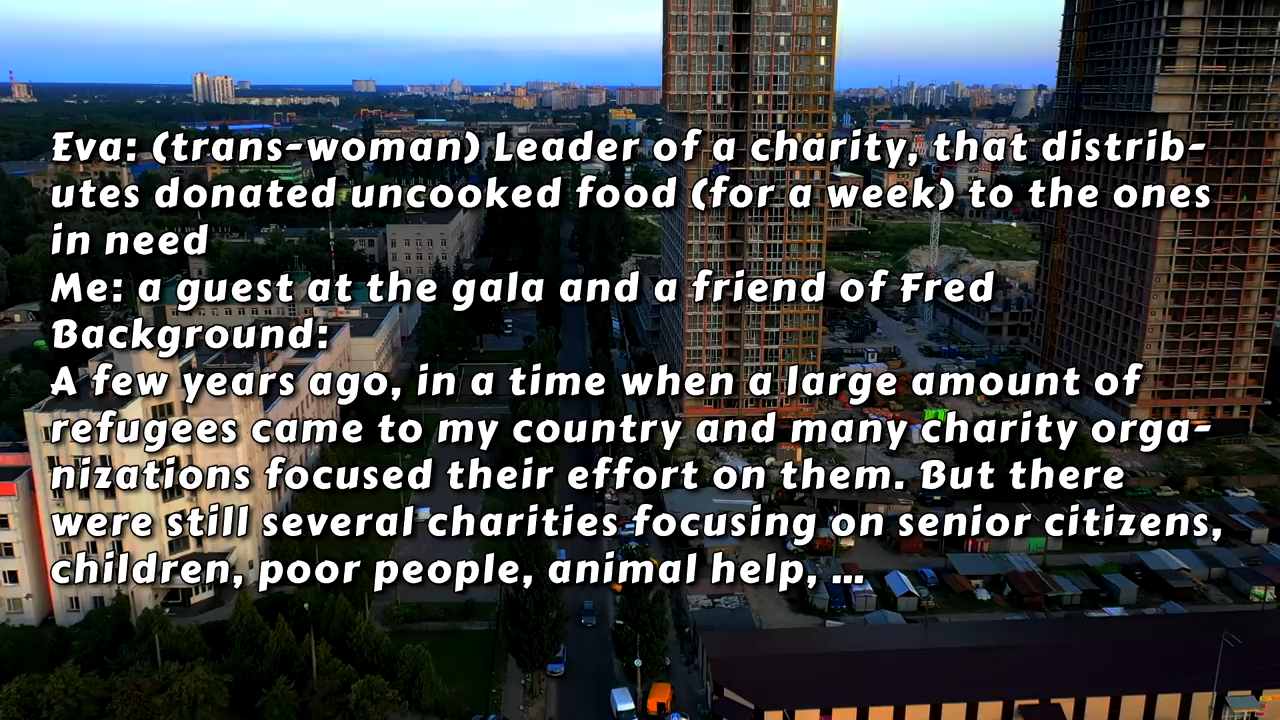 Eva: (trans-woman) Leader of a charity, that distrib-
utes donated uncooked food (for a week) to the ones
in need
Me: a guest at the gala and a friend of Fred
Background:
A few years ago, in a time when a large amount of
refugees came to my country and many charity orga-
nizations focused their effort on them. But there
were still several charities focusing on senior citizens,
children, poor people, animal help, ...